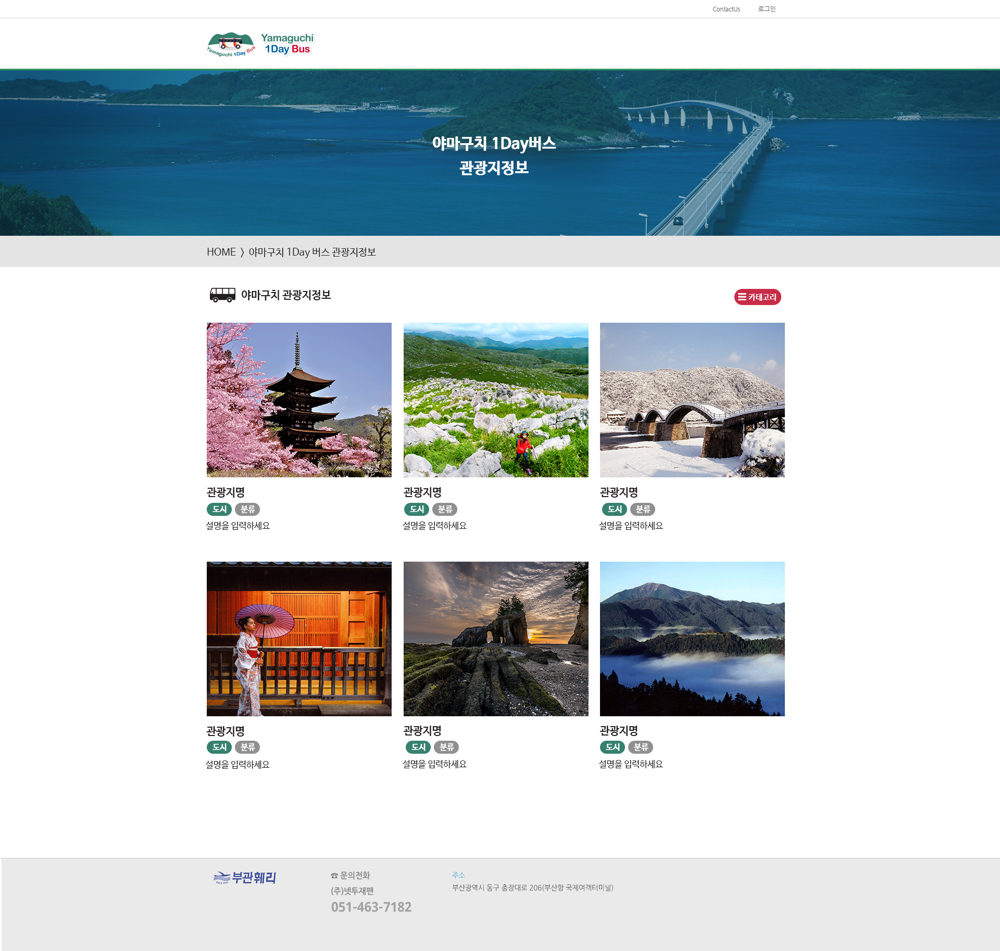 ContactUs 로그인
Yamaguchi 1Day Bus
Yamaguchi
1Day Bus
야마구치 1Day버스
관광지정보
HOME > 야마구치 1Day 버스 관광지정보
야마구치 관광지정보
카테고리
관광지명
도시 분류
설명을 입력하세요
관광지명
도시 분류
설명을 입력하세요
관광지명
도시 분류
설명을 입력하세요
관광지명
도시 분류
설명을 입력하세요
관광지명
도시 분류
설명을 입력하세요
관광지명
도시 분류
설명을 입력하세요
부관훼리
☎ 문의전화
(주)넷투재팬
051-463-7182
주소
부산광역시 동구 충장대로 206(부산항 국제여객터미널)